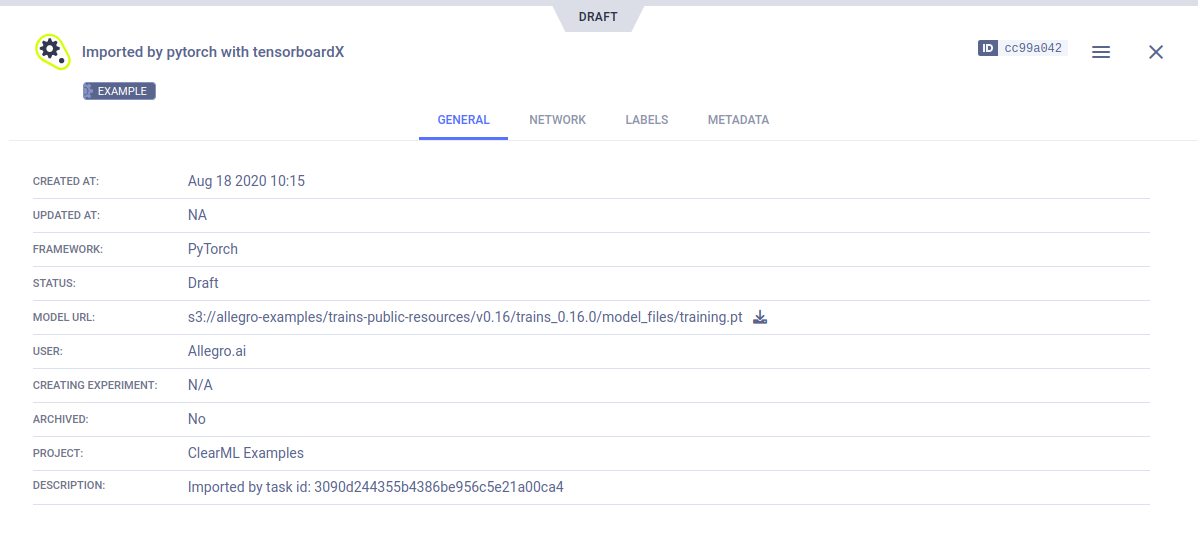 DRAFT
Imported by pytorch with tensorboardX
ID cc99a042
EXAMPLE
GENERAL NETWORK LABELS METADATA
CREATED AT: Aug 18 2020 10:15
UPDATED AT: NA
FRAMEWORK: PyTorch
STATUS: Draft
MODEL URL: s3://allegro-examples/trains-public-resources/v0.16/trains_0.16.0/model_files/training.pt
USER: Allegro.ai
CREATING EXPERIMENT: N/A
ARCHIVED: No
PROJECT: ClearML Examples
DESCRIPTION: Imported by task id: 3090d244355b4386be956c5e21a00ca4